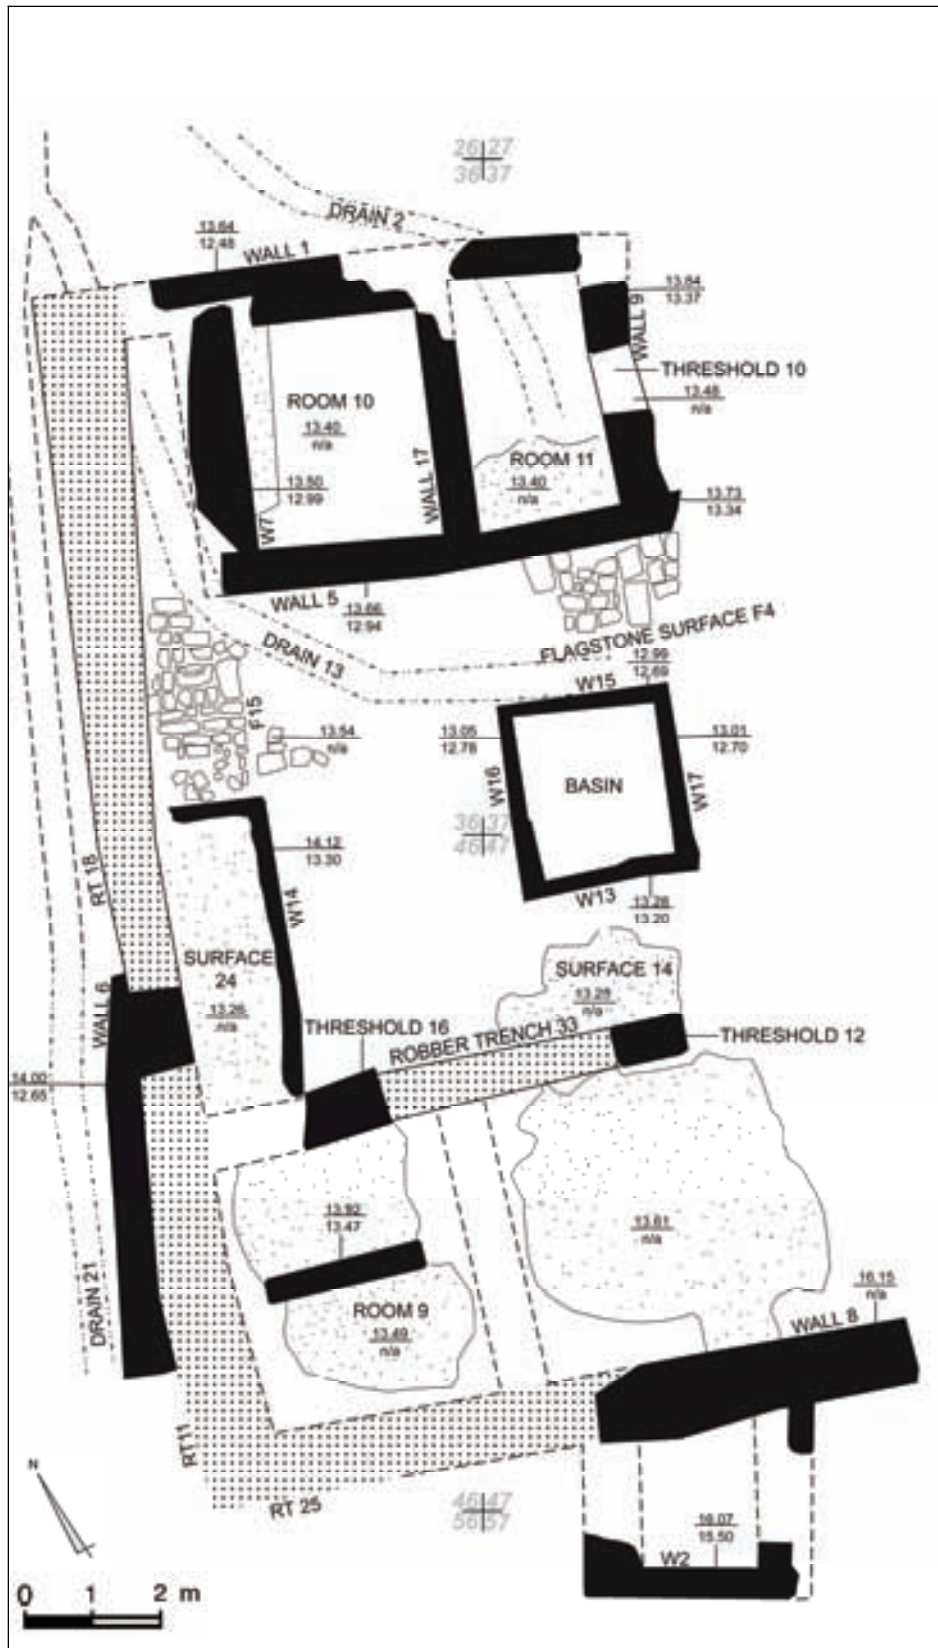 26 27
36 37
DRAIN 2
13.64
12.48
WALL 1
13.84
13.37
WALL 9
THRESHOLD 10
13.48
n/a
ROOM 10
13.40
n/a
WALL 17
ROOM 11
13.40
n/a
13.50
12.99
W7
13.73
13.34
WALL 5
13.66
12.94
DRAIN 13
FLAGSTONE SURFACE F4
12.99
12.69
W15
F15
13.54
n/a
13.05
12.78
13.01
12.70
W16
BASIN
W17
36 37
46 47
14.12
13.30
W14
W13
13.28
13.20
RT 18
SURFACE
24
13.26
n/a
SURFACE 14
13.28
n/a
WALL 6
THRESHOLD 16
ROBBER TRENCH 33
THRESHOLD 12
14.00
12.65
13.92
13.47
13.61
n/a
DRAIN 21
ROOM 9
13.49
n/a
16.15
n/a
WALL 8
RT11
RT 25
N
46 47
56 57
16.07
15.50
W2
0 1 2 m